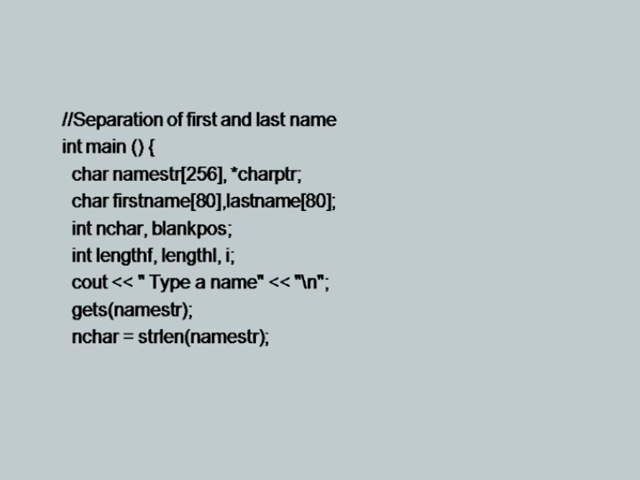 //Separation of first and last name
int main () {
char namestr[256], *charptr;
char firstname[80],lastname[80];
int nchar, blankpos;
int lengthf, lengthl, i;
cout << " Type a name" << "\n";
gets(namestr);
nchar = strlen(namestr);